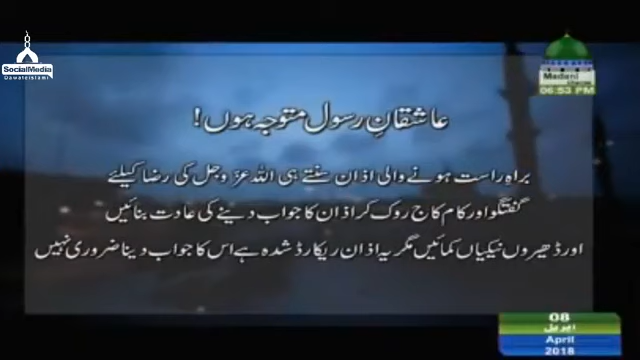 SocialMedia
Dawateislami
Madani
06:53 PM
عاشقانِ رسول متوجہ ہوں!
براہِ راست ہونے والی اذان سنتے ہی اللہ عزوجل کی رضا کیلئے
گفتگو اور کام کاج روک کر اذان کا جواب دینے کی عادت بنائیں
اور ڈھیروں نیکیاں کمائیں مگر یہ اذان ریکارڈ شدہ ہے اس کا جواب دینا ضروری نہیں
08
اپریل
April
2018